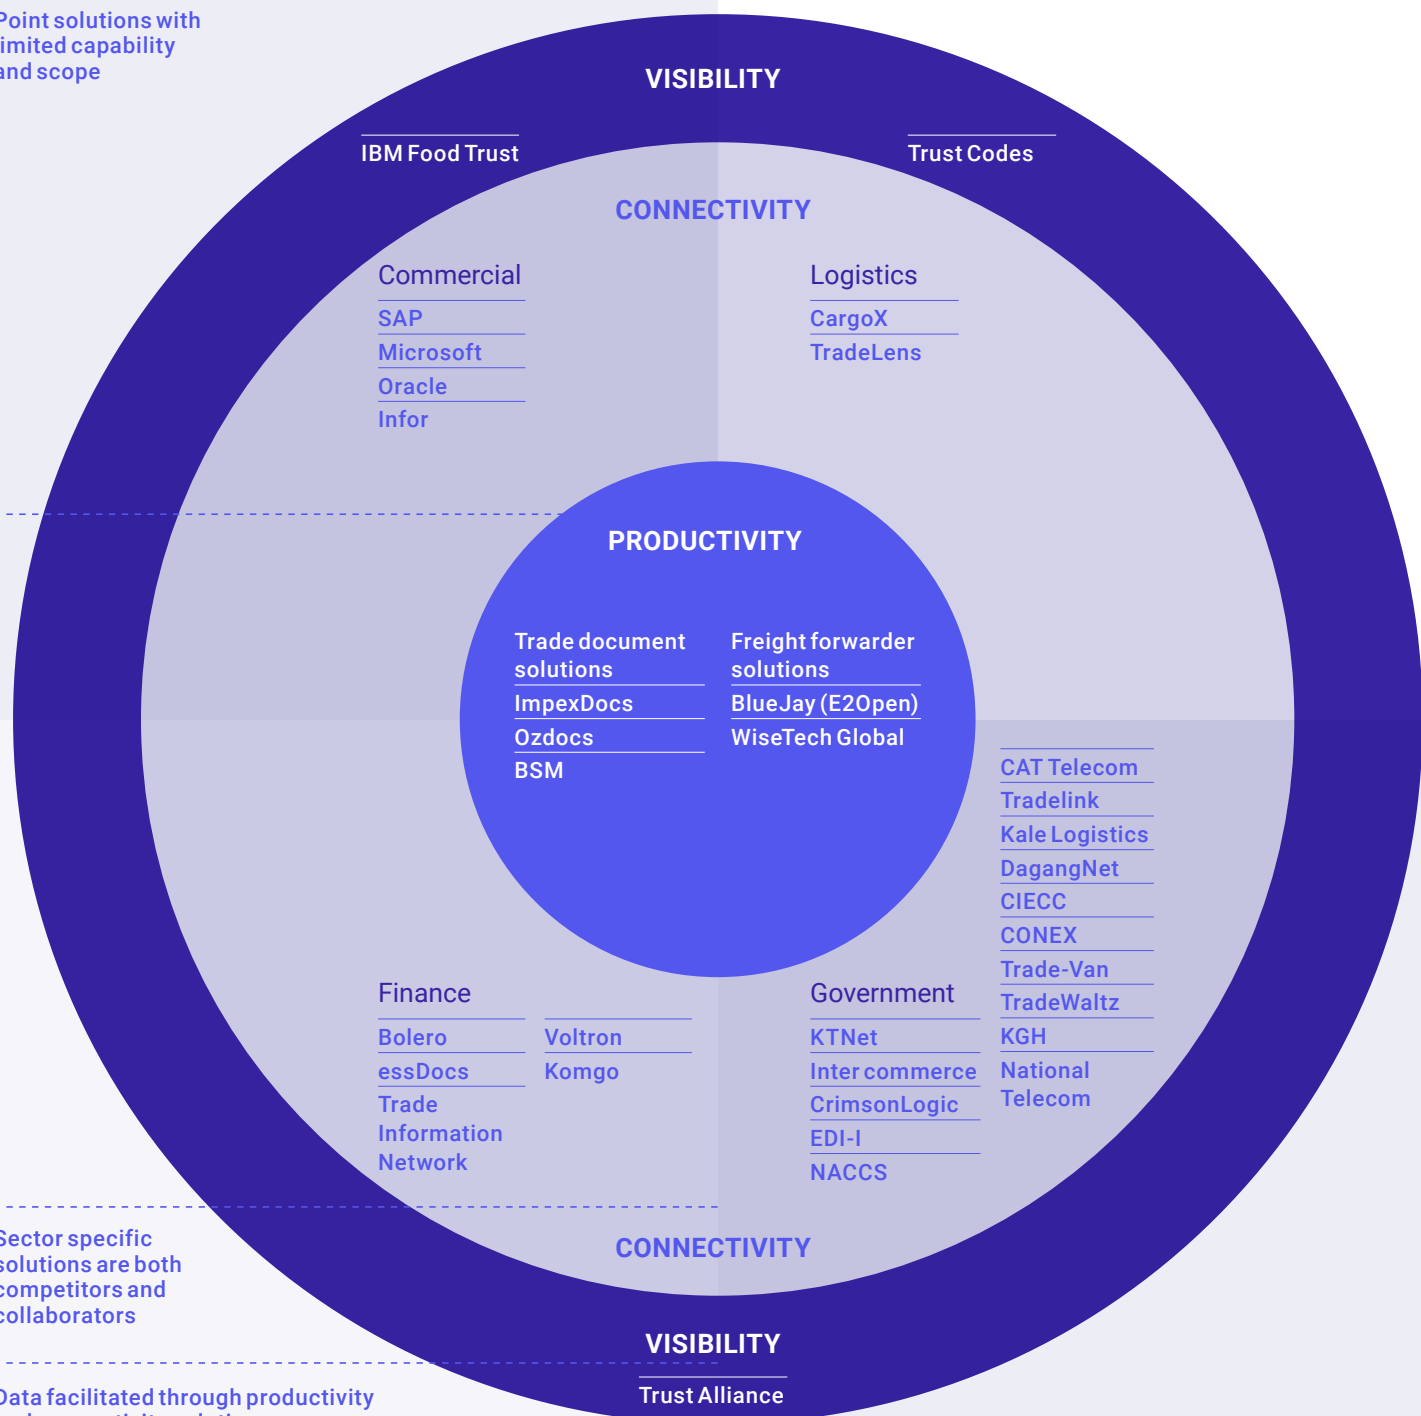 Point solutions with
limited capability
and scope
VISIBILITY
IBM Food Trust
Trust Codes
CONNECTIVITY
Commercial
SAP
Microsoft
Oracle
Infor
Logistics
CargoX
TradeLens
PRODUCTIVITY
Trade document
solutions
ImpexDocs
Ozdocs
BSM
Freight forwarder
solutions
BlueJay (E2Open)
WiseTech Global
Finance
Bolero
essDocs
Trade
Information
Network
Voltron
Komgo
Government
KTNet
Inter commerce
CrimsonLogic
EDI-I
NACCS
CAT Telecom
Tradelink
Kale Logistics
DagangNet
CIECC
CONEX
Trade-Van
TradeWaltz
KGH
National
Telecom
CONNECTIVITY
Sector specific
solutions are both
competitors and
collaborators
VISIBILITY
Trust Alliance
Data facilitated through productivity